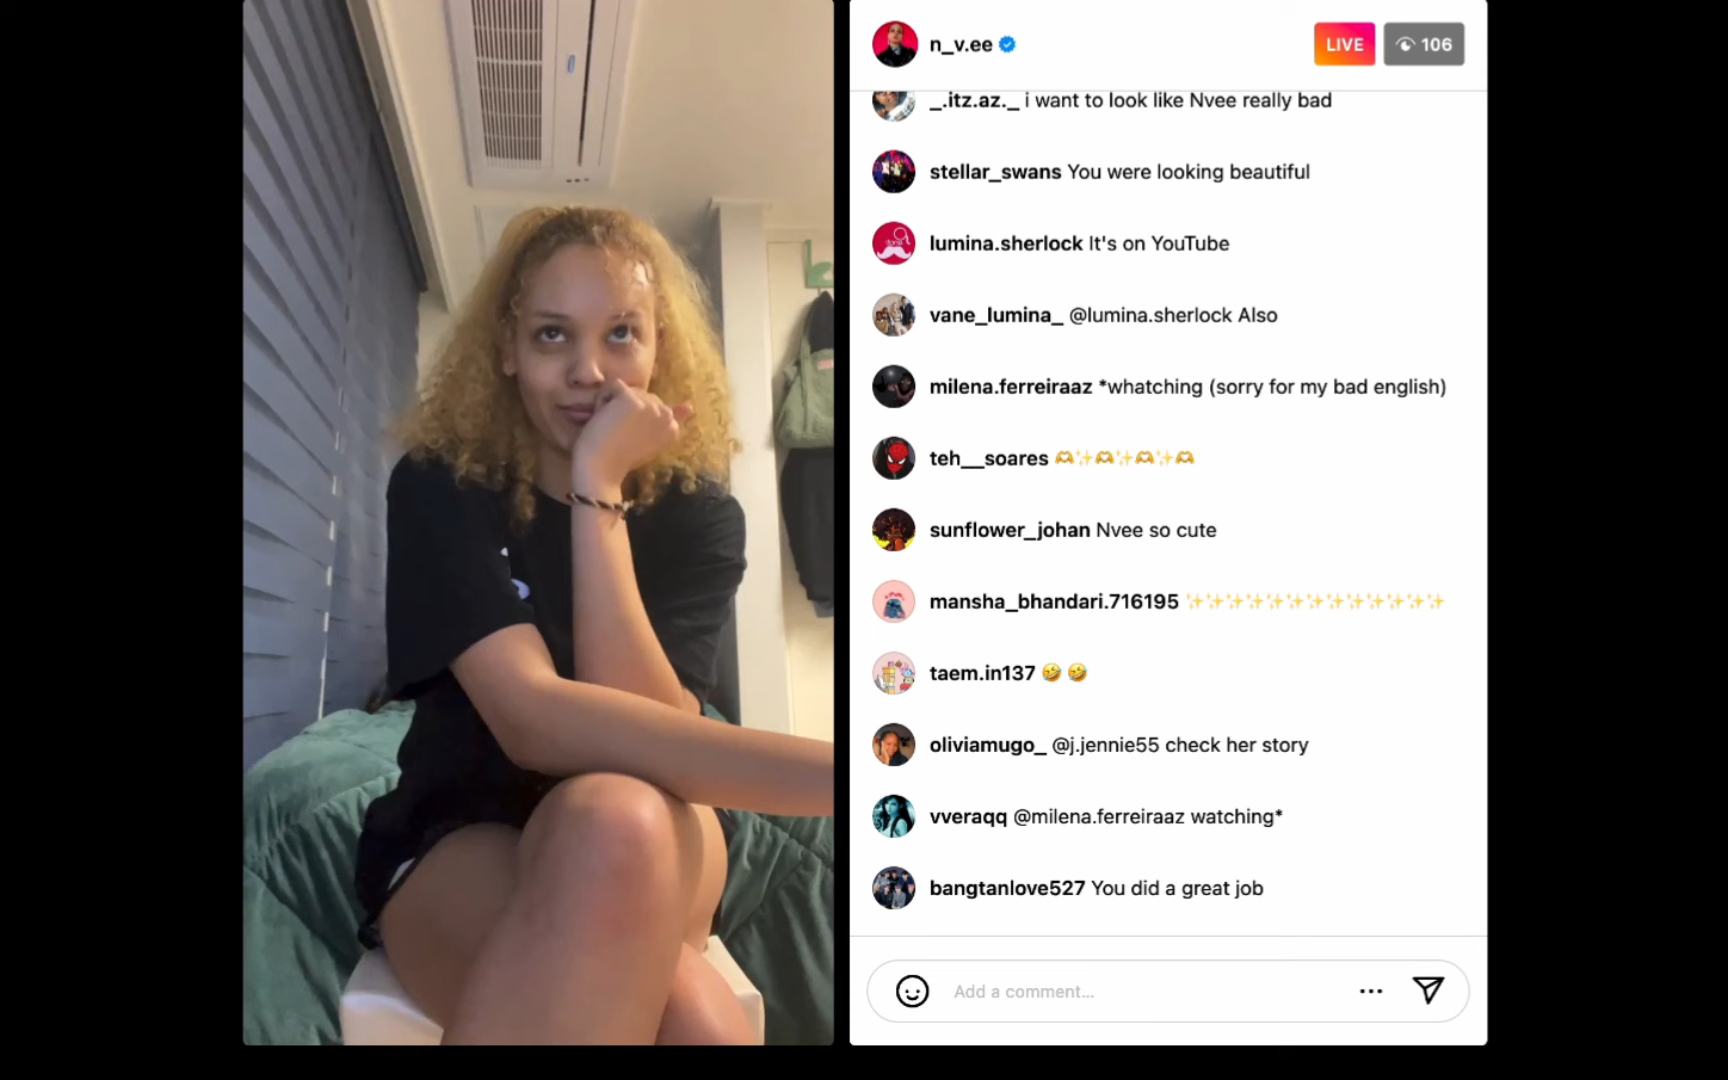 n_v.ee
LIVE
106
_.itz.az._ i want to look like Nvee really bad
stellar_swans You were looking beautiful
lumina.sherlock It's on YouTube
vane_lumina_ @lumina.sherlock Also
milena.ferreiraaz *whatching (sorry for my bad english)
teh__soares 🫶✨🫶✨🫶✨🫶
sunflower_johan Nvee so cute
mansha_bhandari.716195 ✨✨✨✨✨✨✨✨✨✨✨✨✨
taem.in137 🤣 🤣
oliviamugo_ @j.jennie55 check her story
vveraqq @milena.ferreiraaz watching*
bangtanlove527 You did a great job
Add a comment...